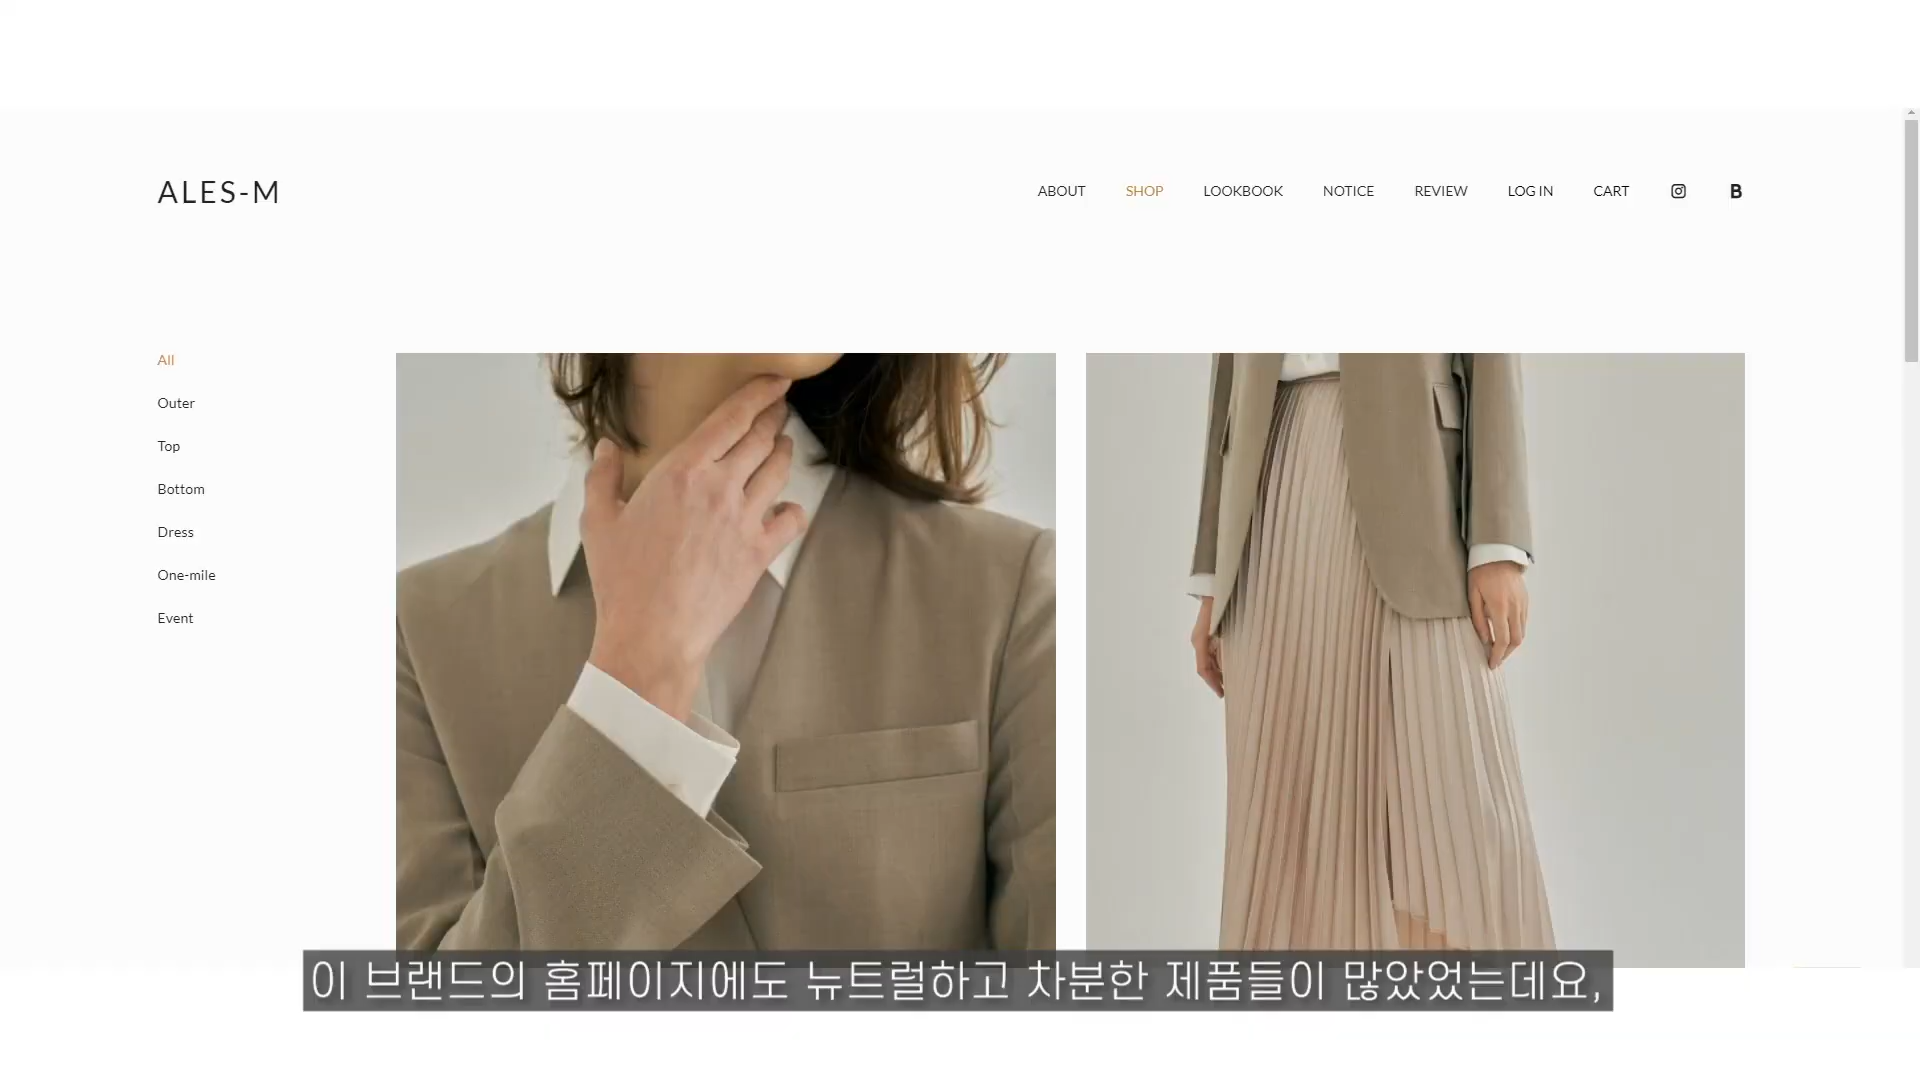 ALES-M
ABOUT SHOP LOOKBOOK NOTICE REVIEW LOG IN CART B
All
Outer
Top
Bottom
Dress
One-mile
Event
이 브랜드의 홈페이지에도 뉴트럴하고 차분한 제품들이 많았었는데요,